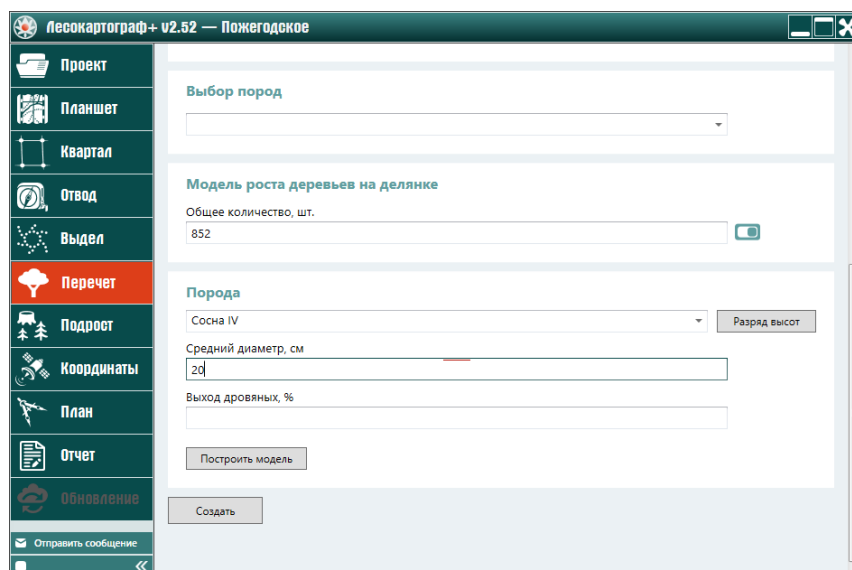 Лесокартограф+ v2.52 — Пожегодское
Проект
Планшет
Квартал
Отвод
Выдел
Перечет
Подрост
Координаты
План
Отчет
Обновление
Отправить сообщение
Выбор пород
Модель роста деревьев на делянке
Общее количество, шт.
852
Порода
Сосна IV
Разряд высот
Средний диаметр, см
20
Выход дровяных, %
Построить модель
Создать